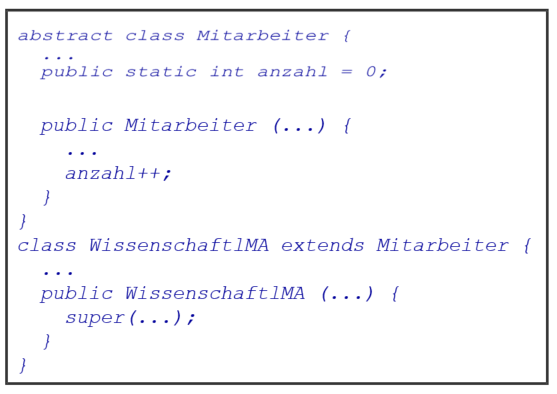 abstract class Mitarbeiter {
...
public static int anzahl = 0;
public Mitarbeiter (...) {
...
anzahl++;
}
}
class WissenschaftlMA extends Mitarbeiter {
...
public WissenschaftlMA (...) {
super(...);
}
}